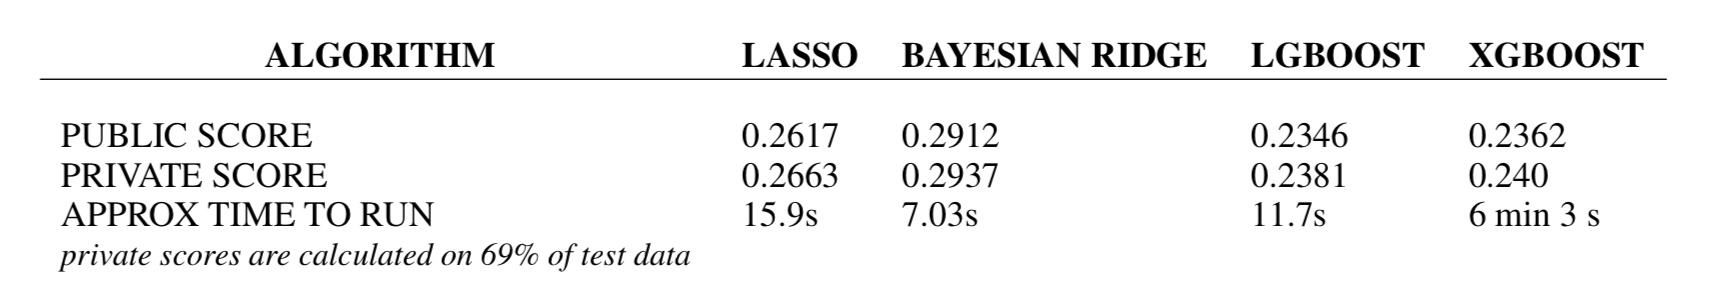 ALGORITHM LASSO BAYESIAN RIDGE LGBOOST XGBOOST
PUBLIC SCORE 0.2617 0.2912 0.2346 0.2362
PRIVATE SCORE 0.2663 0.2937 0.2381 0.240
APPROX TIME TO RUN 15.9s 7.03s 11.7s 6 min 3 s
private scores are calculated on 69% of test data